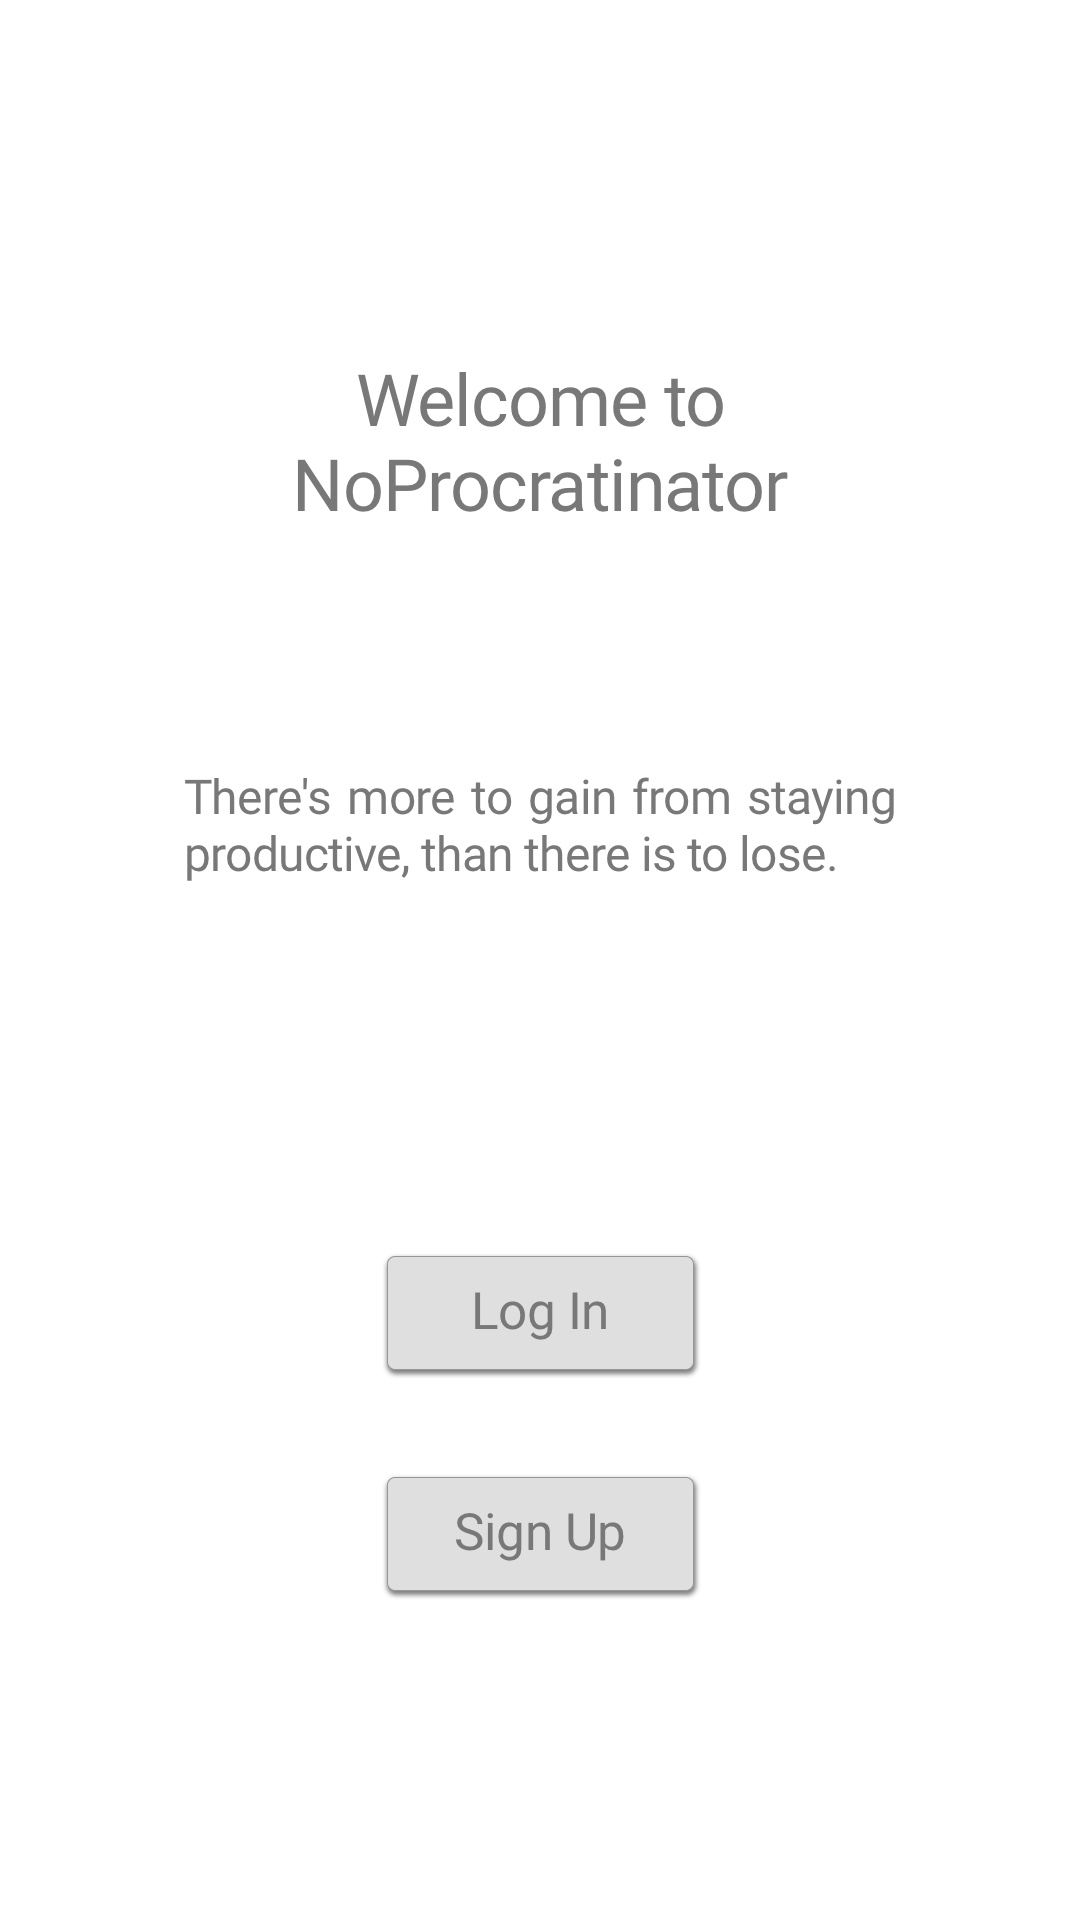 Welcome to
NoProcratinator
There's more to gain from staying
productive, than there is to lose.
Log In
Sign Up